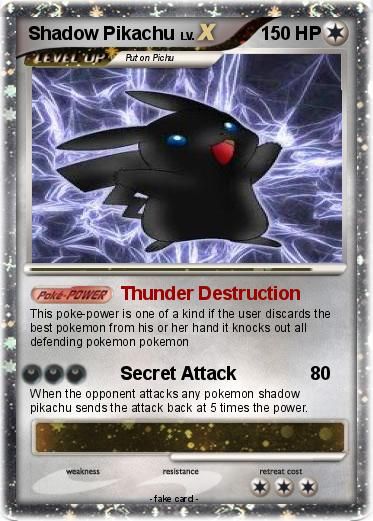 Shadow Pikachu LV.X 150 HP
LEVEL-UP Put on Pichu
Poké-POWER Thunder Destruction
This poke-power is one of a kind if the user discards the
best pokemon from his or her hand it knocks out all
defending pokemon pokemon
Secret Attack 80
When the opponent attacks any pokemon shadow
pikachu sends the attack back at 5 times the power.
weakness resistance retreat cost
- fake card -